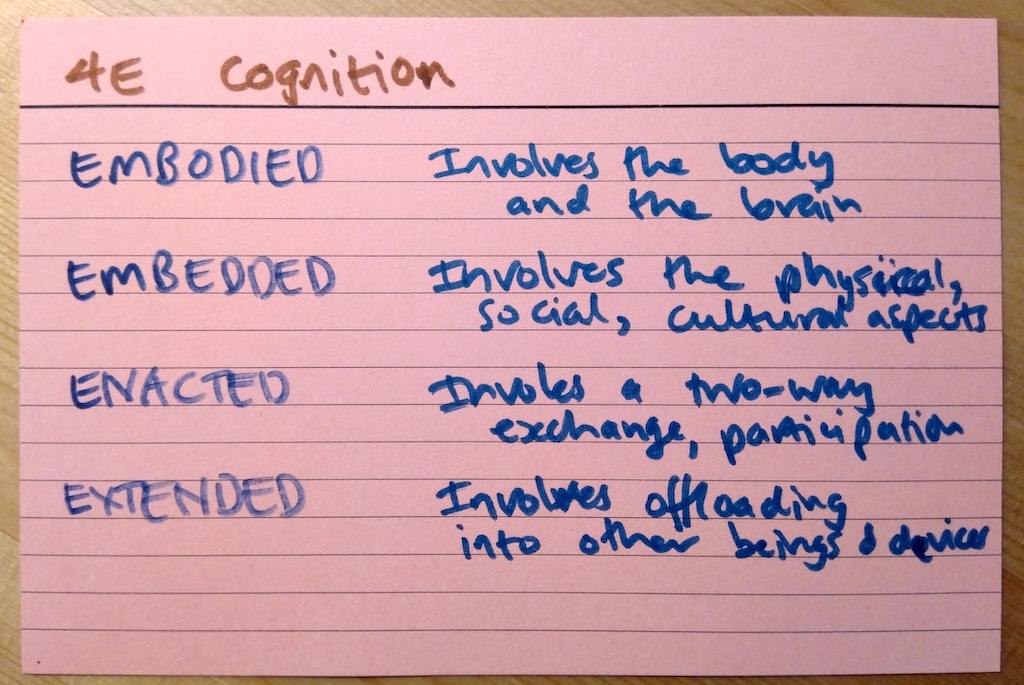 4E Cognition
EMBODIED Involves the body
and the brain
EMBEDDED Involves the physical,
social, cultural aspects
ENACTED Involes a two-way
exchange, participation
EXTENDED Involves offloading
into other beings & devices